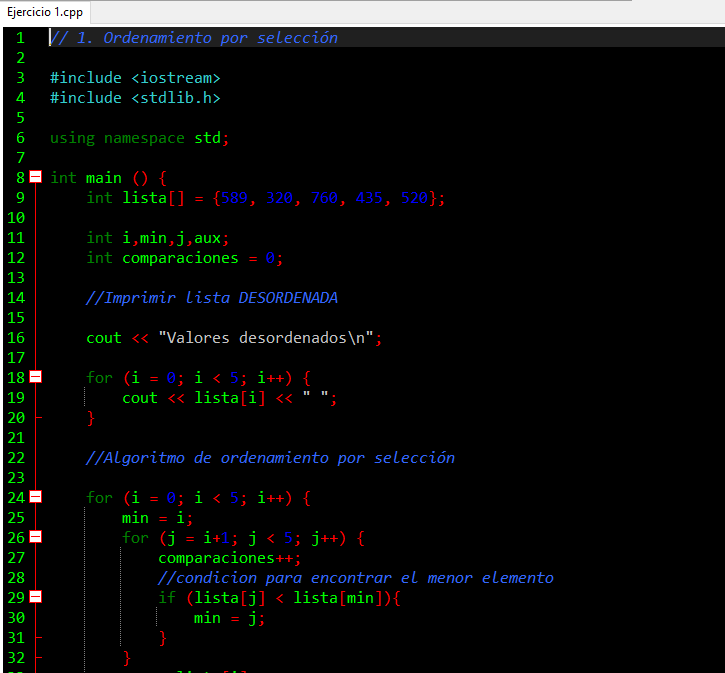 Ejercicio 1.cpp
1 // 1. Ordenamiento por selección
2
3 #include <iostream>
4 #include <stdlib.h>
5
6 using namespace std;
7
8 int main () {
9 int lista[] = {589, 320, 760, 435, 520};
10
11 int i,min,j,aux;
12 int comparaciones = 0;
13
14 //Imprimir lista DESORDENADA
15
16 cout << "Valores desordenados\n";
17
18 for (i = 0; i < 5; i++) {
19 cout << lista[i] << " ";
20 }
21
22 //Algoritmo de ordenamiento por selección
23
24 for (i = 0; i < 5; i++) {
25 min = i;
26 for (j = i+1; j < 5; j++) {
27 comparaciones++;
28 //condicion para encontrar el menor elemento
29 if (lista[j] < lista[min]){
30 min = j;
31 }
32 }